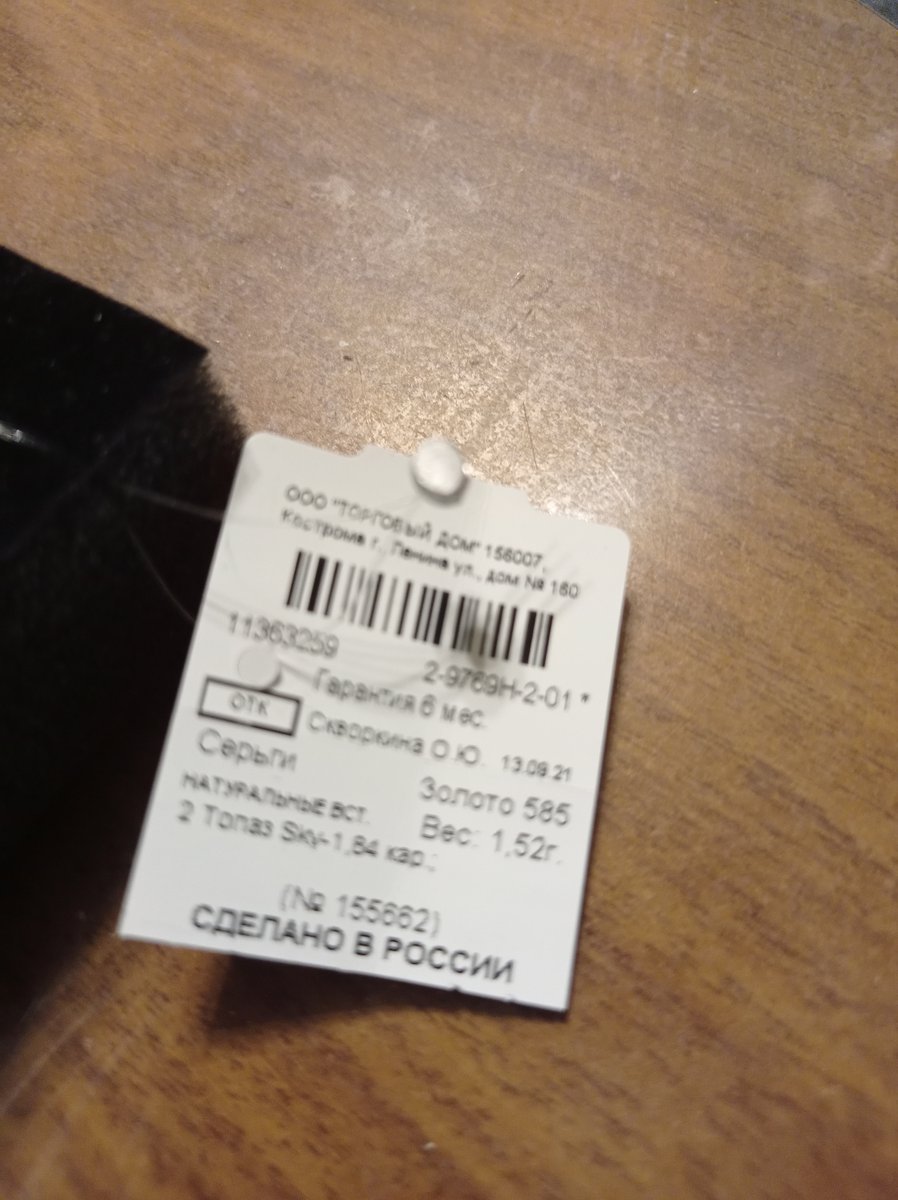 ООО "ТОРГОВЫЙ ДОМ" 156007,
Кострома г., Ленина ул., дом № 160
11363259
2-9769Н-2-01 *
Гарантия 6 мес.
ОТК
Скворкина О.Ю. 13.09.21
Серьги
Золото 585
НАТУРАЛЬНЫЕ ВСТ.
Вес: 1,52г.
2 Топаз Sky-1,84 кар.;
(№ 155662)
СДЕЛАНО В РОССИИ